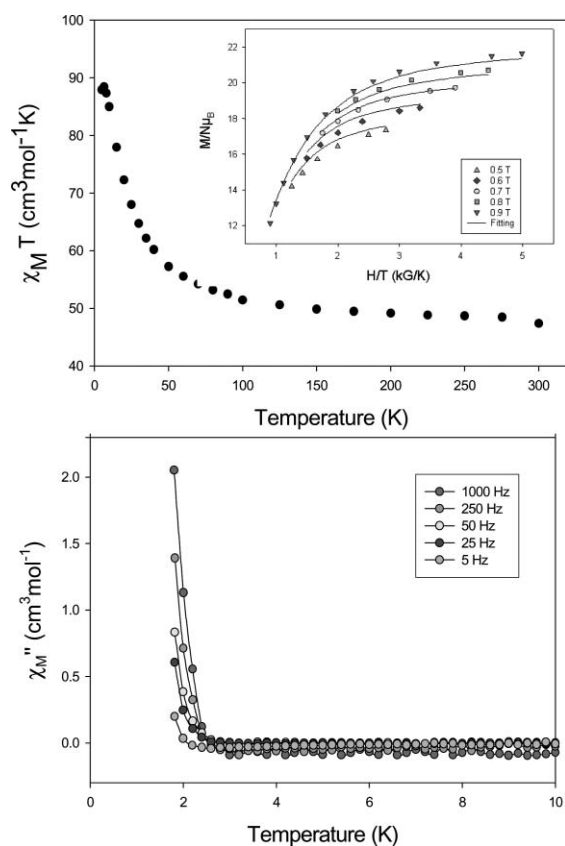 100
90
80
70
60
50
40
χ_M T (cm³mol⁻¹K)
0 50 100 150 200 250 300
Temperature (K)
22
20
18
16
14
12
M/Nμ_B
1 2 3 4 5
H/T (kG/K)
0.5 T
0.6 T
0.7 T
0.8 T
0.9 T
Fitting
2.0
1.5
1.0
0.5
0.0
χ_M" (cm³mol⁻¹)
1000 Hz
250 Hz
50 Hz
25 Hz
5 Hz
0 2 4 6 8 10
Temperature (K)